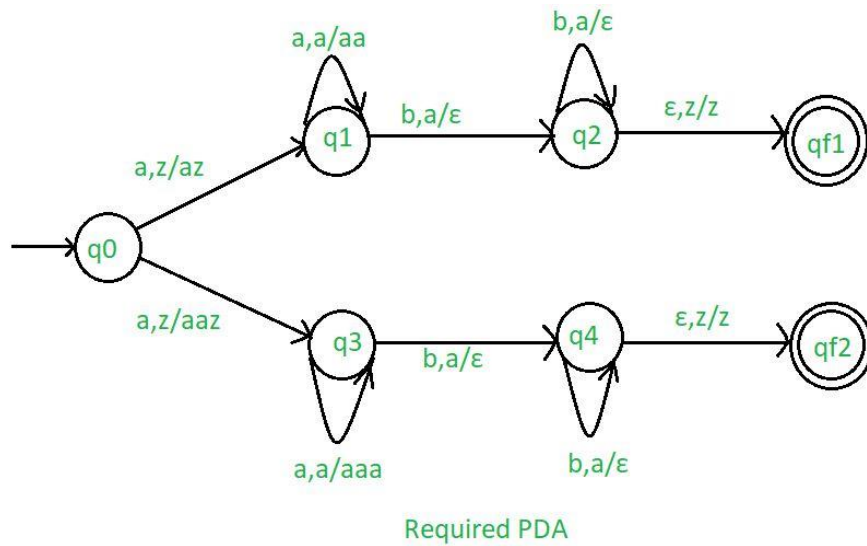 a,a/aa
b,a/ε
q1
b,a/ε
q2
ε,z/z
qf1
a,z/az
q0
a,z/aaz
q3
b,a/ε
q4
ε,z/z
qf2
a,a/aaa
b,a/ε
Required PDA